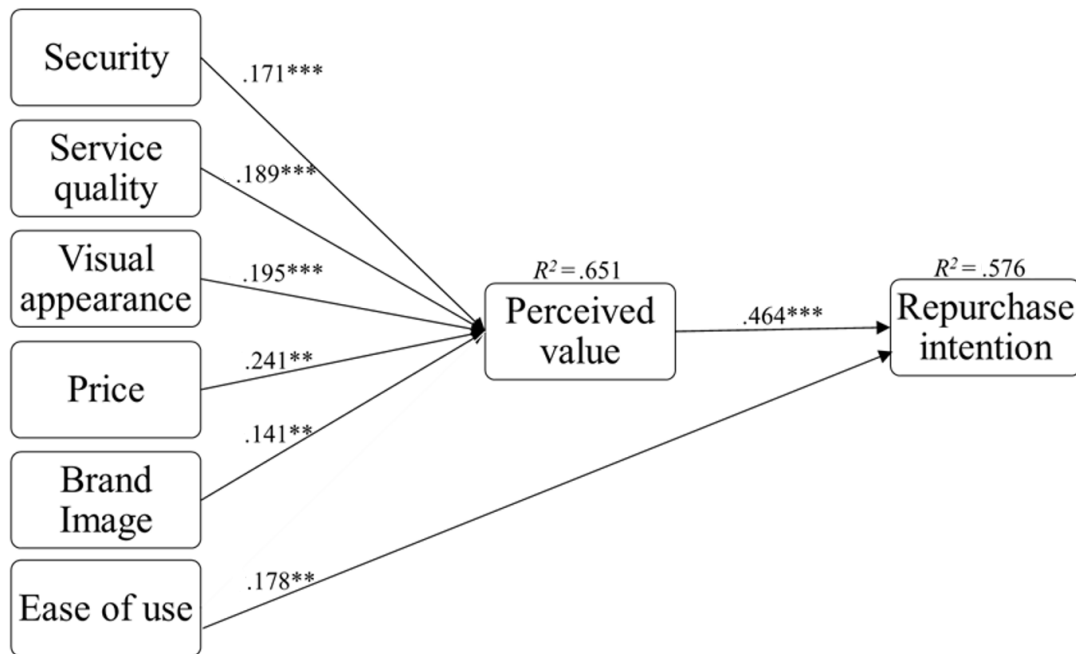 Security
.171***
Service
quality
.189***
Visual
appearance
.195***
Price
.241**
Brand
Image
.141**
Ease of use
.178**
R² = .651
Perceived
value
.464***
R² = .576
Repurchase
intention